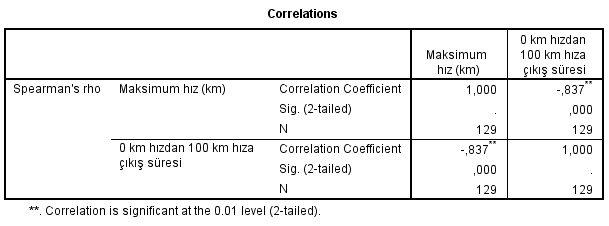 Correlations
Maksimum hız (km)
0 km hızdan 100 km hıza çıkış süresi
Spearman's rho Maksimum hız (km) Correlation Coefficient 1,000 -,837**
Sig. (2-tailed) . ,000
N 129 129
0 km hızdan 100 km hıza çıkış süresi Correlation Coefficient -,837** 1,000
Sig. (2-tailed) ,000 .
N 129 129
**. Correlation is significant at the 0.01 level (2-tailed).